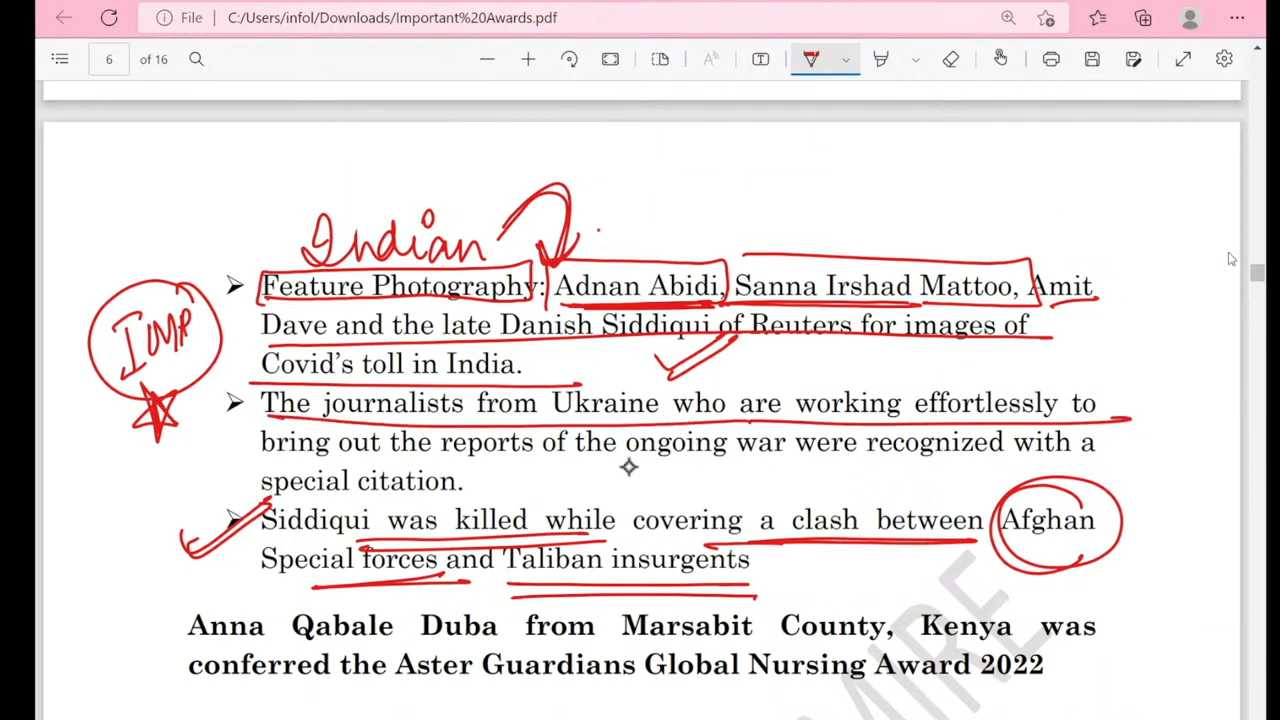 File
C:/Users/infol/Downloads/Important%20Awards.pdf
6 of 16
Indian
➢ Feature Photography: Adnan Abidi, Sanna Irshad Mattoo, Amit
IMP
Dave and the late Danish Siddiqui of Reuters for images of
Covid's toll in India.
➢ The journalists from Ukraine who are working effortlessly to
bring out the reports of the ongoing war were recognized with a
special citation.
➢ Siddiqui was killed while covering a clash between Afghan
Special forces and Taliban insurgents
Anna Qabale Duba from Marsabit County, Kenya was
conferred the Aster Guardians Global Nursing Award 2022